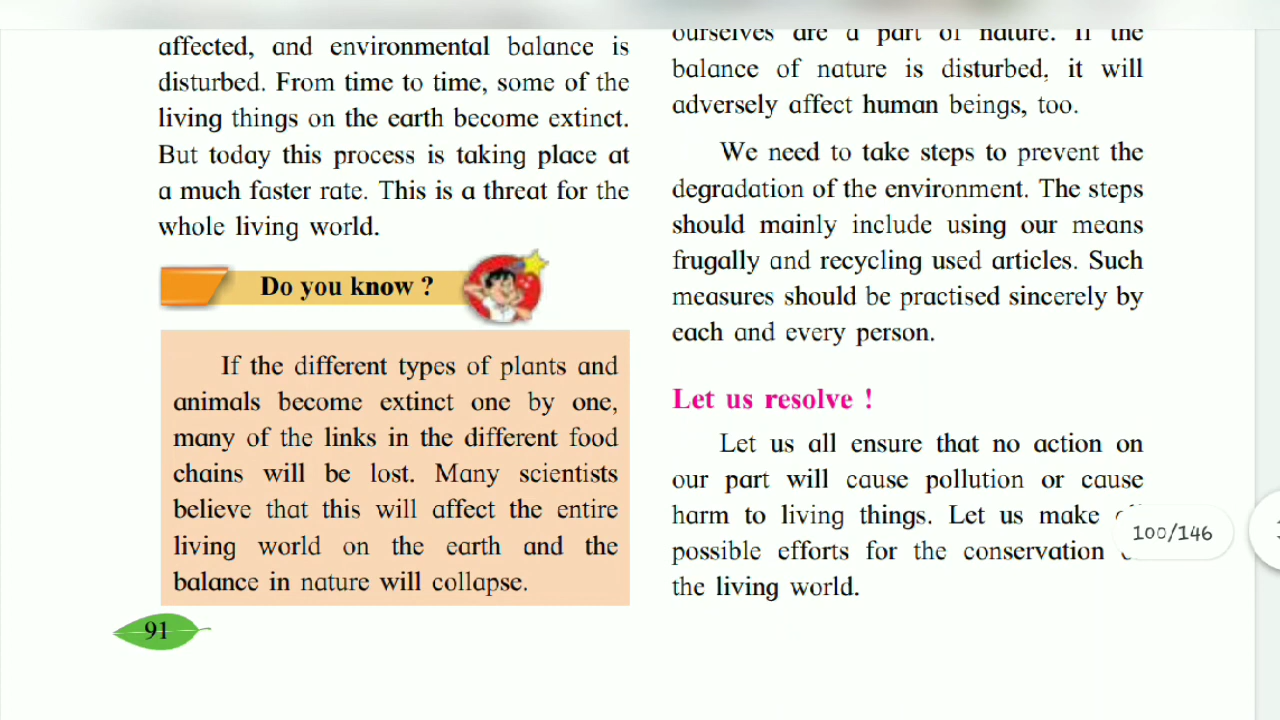 affected, and environmental balance is
disturbed. From time to time, some of the
living things on the earth become extinct.
But today this process is taking place at
a much faster rate. This is a threat for the
whole living world.
Do you know ?
If the different types of plants and
animals become extinct one by one,
many of the links in the different food
chains will be lost. Many scientists
believe that this will affect the entire
living world on the earth and the
balance in nature will collapse.
91
ourselves are a part of nature. If the
balance of nature is disturbed, it will
adversely affect human beings, too.
We need to take steps to prevent the
degradation of the environment. The steps
should mainly include using our means
frugally and recycling used articles. Such
measures should be practised sincerely by
each and every person.
Let us resolve !
Let us all ensure that no action on
our part will cause pollution or cause
harm to living things. Let us make
possible efforts for the conservation
the living world.
100/146